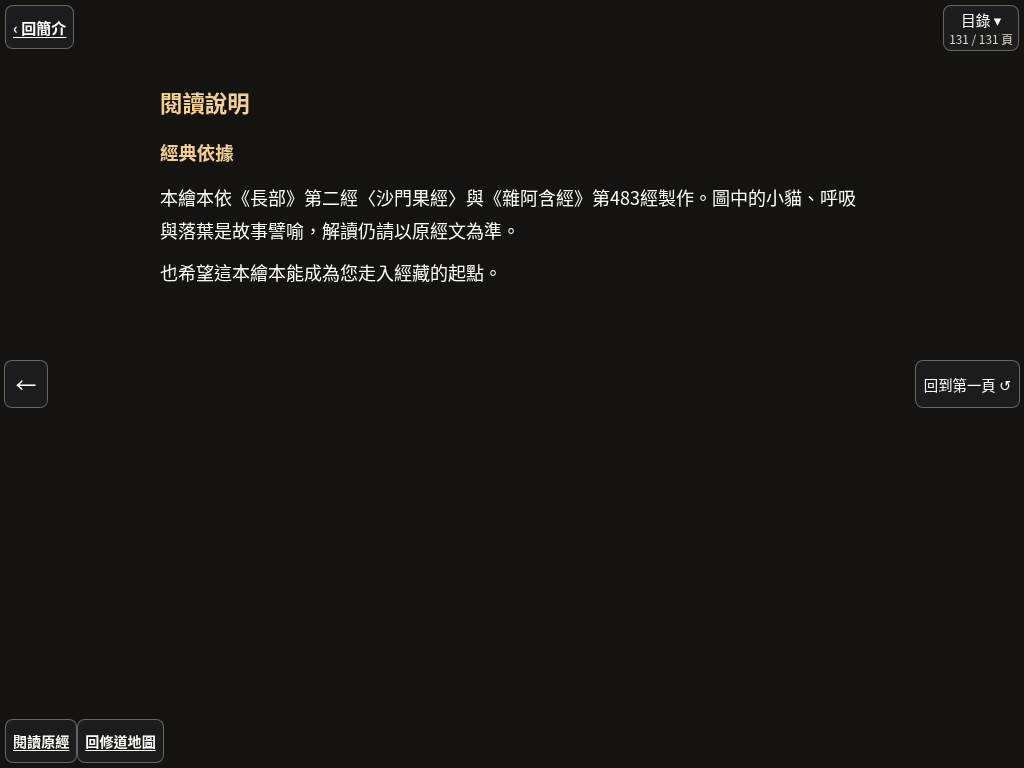 ‹ 回簡介
目錄 ▾
131 / 131 頁
閱讀說明
經典依據
本繪本依《長部》第二經〈沙門果經〉與《雜阿含經》第483經製作。圖中的小貓、呼吸
與落葉是故事譬喻，解讀仍請以原經文為準。
也希望這本繪本能成為您走入經藏的起點。
←
回到第一頁 ↺
閱讀原經
回修道地圖